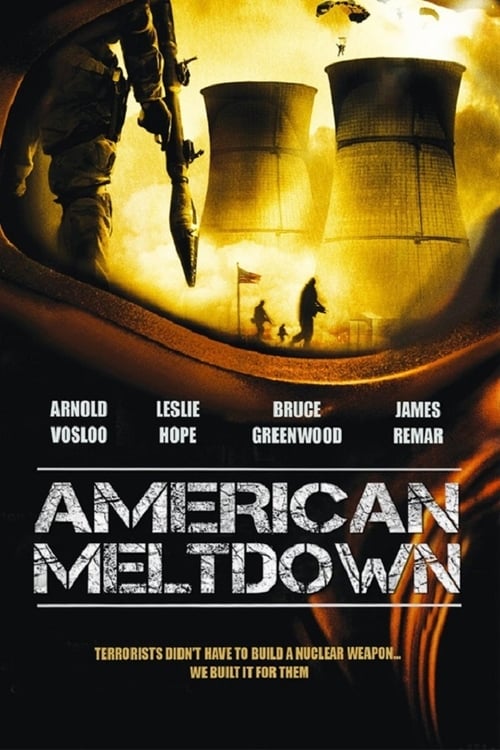 ARNOLD LESLIE BRUCE JAMES
VOSLOO HOPE GREENWOOD REMAR
AMERICAN
MELTDOWN
TERRORISTS DIDN'T HAVE TO BUILD A NUCLEAR WEAPON...
WE BUILT IT FOR THEM